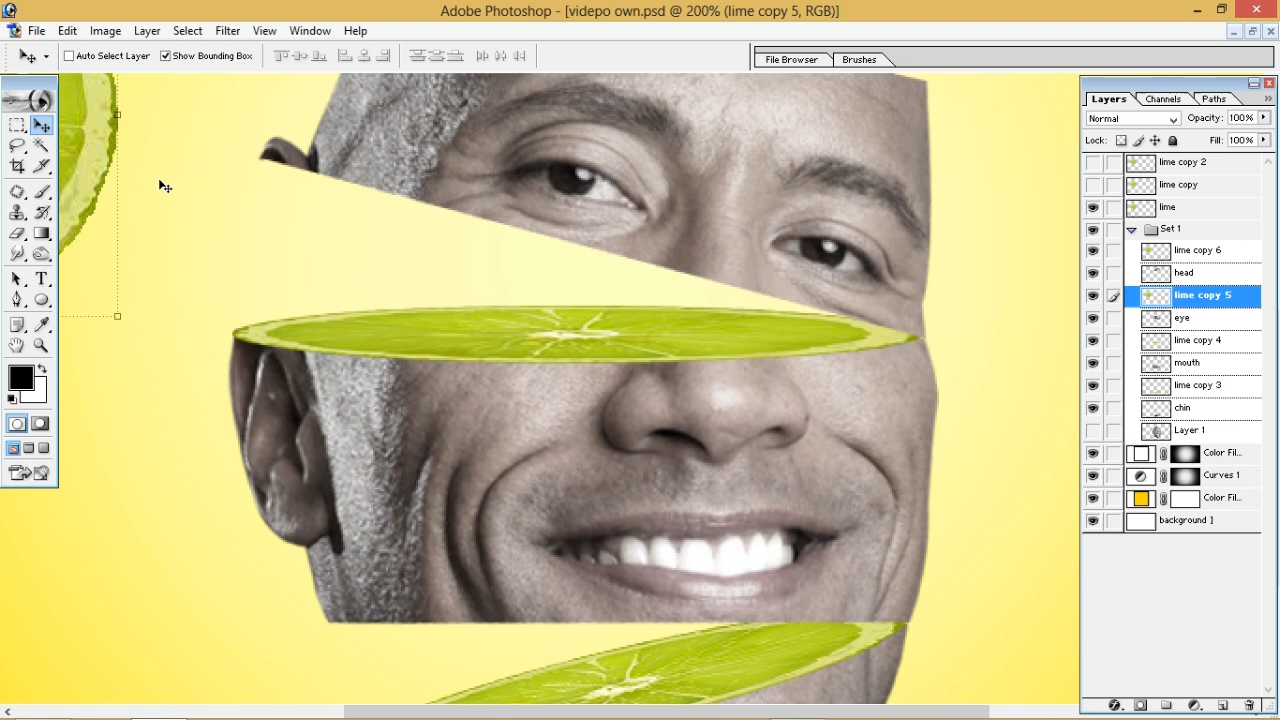 Adobe Photoshop - [videpo own.psd @ 200% (lime copy 5, RGB)]
File Edit Image Layer Select Filter View Window Help
Auto Select Layer Show Bounding Box File Browser Brushes
Layers Channels Paths
Normal Opacity: 100%
Lock: Fill: 100%
lime copy 2
lime copy
lime
Set 1
lime copy 6
head
lime copy 5
eye
lime copy 4
mouth
lime copy 3
chin
Layer 1
Color Fil...
Curves 1
Color Fil...
background ]